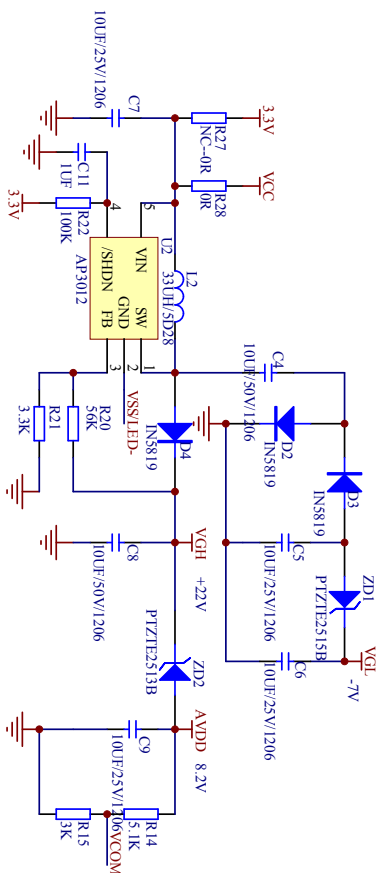 3.3V
R27
NC--0R
VCC
R28
0R
C7
10UF/25V/1206
C11
1UF
3.3V
R22
100K
4
5
U2
VIN
/SHDN
SW
GND
FB
AP3012
1
2
3
L2
33UH/5D28
VSS/LED-
C4
10UF/50V/1206
D2
IN5819
D3
IN5819
D4
IN5819
R20
56K
R21
3.3K
C5
10UF/25V/1206
ZD1
PTZTE2515B
VGL
-7V
C6
10UF/25V/1206
VGH
+22V
C8
10UF/50V/1206
ZD2
PTZTE2513B
AVDD
8.2V
C9
10UF/25V/1206
R14
5.1K
R15
3K
VCOM